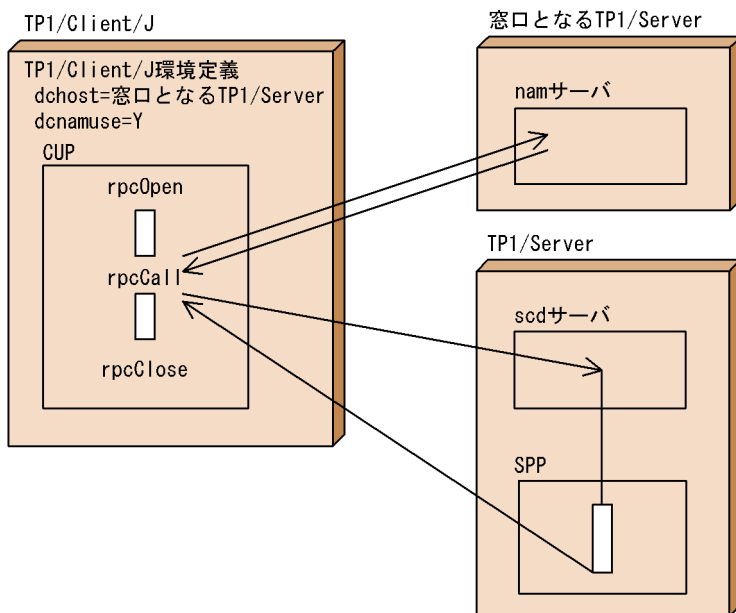 TP1/Client/J
TP1/Client/J環境定義
dchost=窓口となるTP1/Server
dcnamuse=Y
CUP
rpcOpen
rpcCall
rpcClose
窓口となるTP1/Server
namサーバ
TP1/Server
scdサーバ
SPP